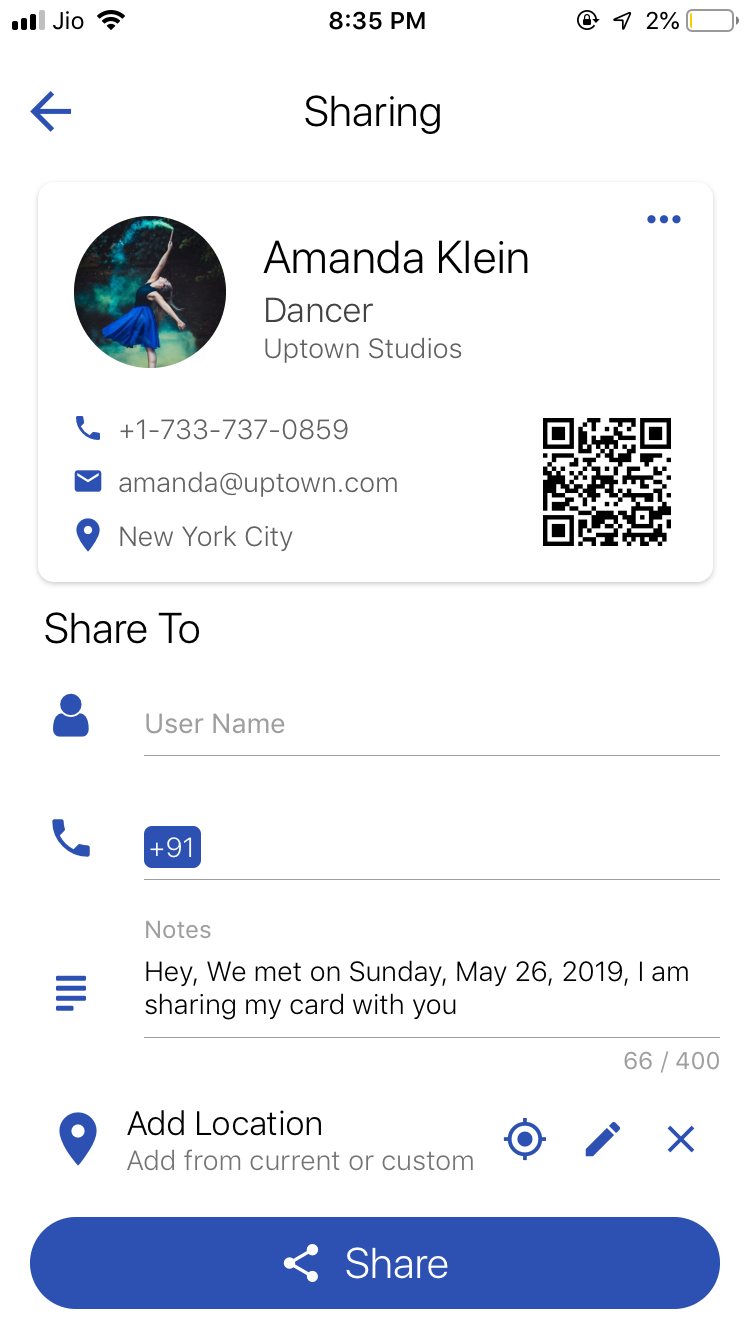 Jio 8:35 PM 2%
Sharing
Amanda Klein
Dancer
Uptown Studios
+1-733-737-0859
amanda@uptown.com
New York City
Share To
User Name
+91
Notes
Hey, We met on Sunday, May 26, 2019, I am
sharing my card with you
66 / 400
Add Location
Add from current or custom
Share